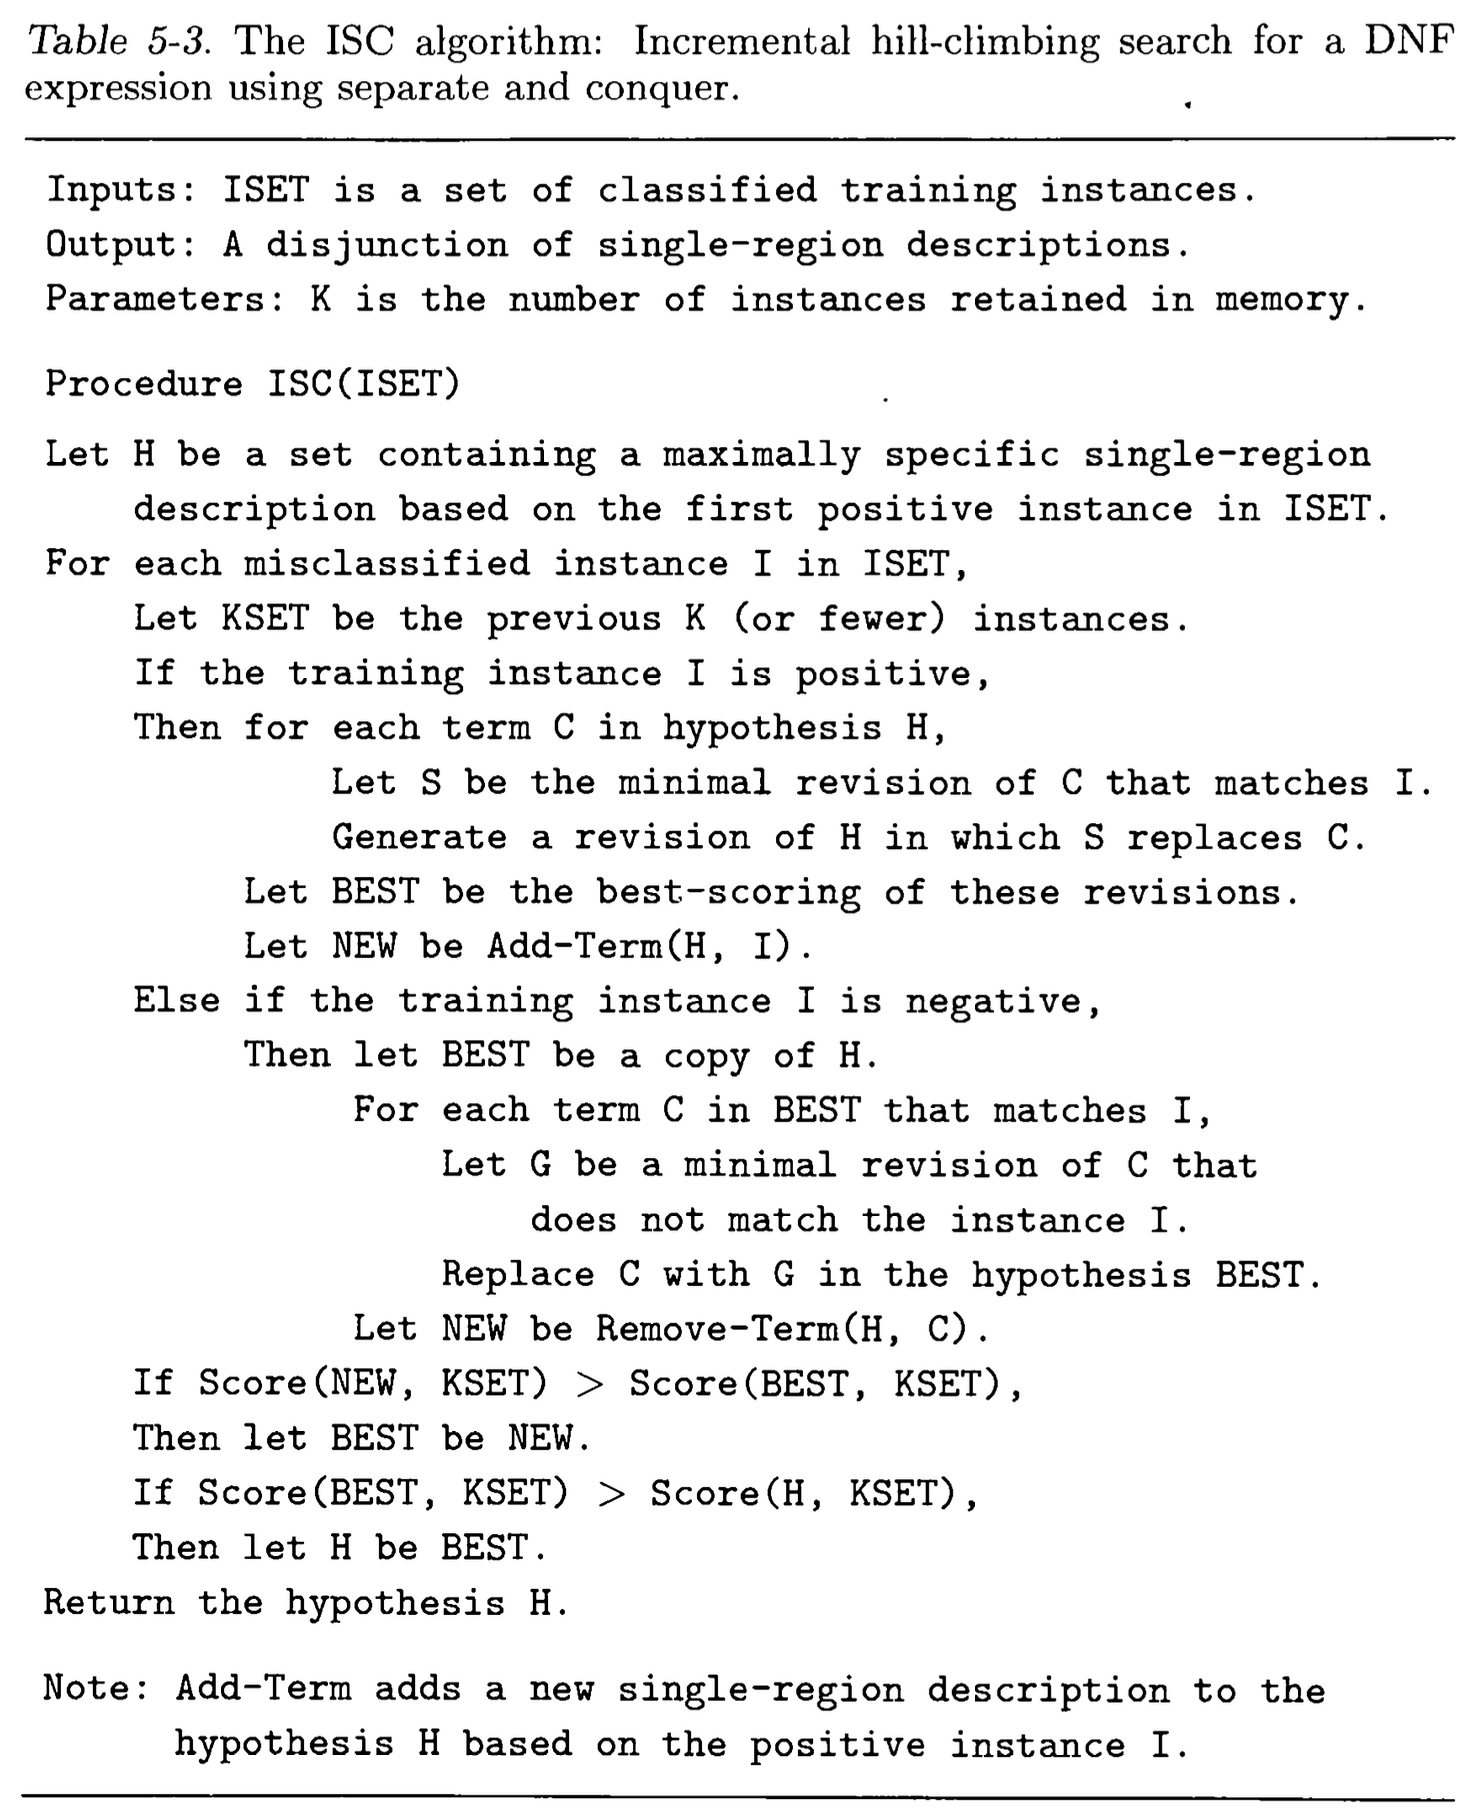 Table 5-3. The ISC algorithm: Incremental hill-climbing search for a DNF
expression using separate and conquer.
Inputs: ISET is a set of classified training instances.
Output: A disjunction of single-region descriptions.
Parameters: K is the number of instances retained in memory.
Procedure ISC(ISET)
Let H be a set containing a maximally specific single-region
description based on the first positive instance in ISET.
For each misclassified instance I in ISET,
Let KSET be the previous K (or fewer) instances.
If the training instance I is positive,
Then for each term C in hypothesis H,
Let S be the minimal revision of C that matches I.
Generate a revision of H in which S replaces C.
Let BEST be the best-scoring of these revisions.
Let NEW be Add-Term(H, I).
Else if the training instance I is negative,
Then let BEST be a copy of H.
For each term C in BEST that matches I,
Let G be a minimal revision of C that
does not match the instance I.
Replace C with G in the hypothesis BEST.
Let NEW be Remove-Term(H, C).
If Score(NEW, KSET) > Score(BEST, KSET),
Then let BEST be NEW.
If Score(BEST, KSET) > Score(H, KSET),
Then let H be BEST.
Return the hypothesis H.
Note: Add-Term adds a new single-region description to the
hypothesis H based on the positive instance I.